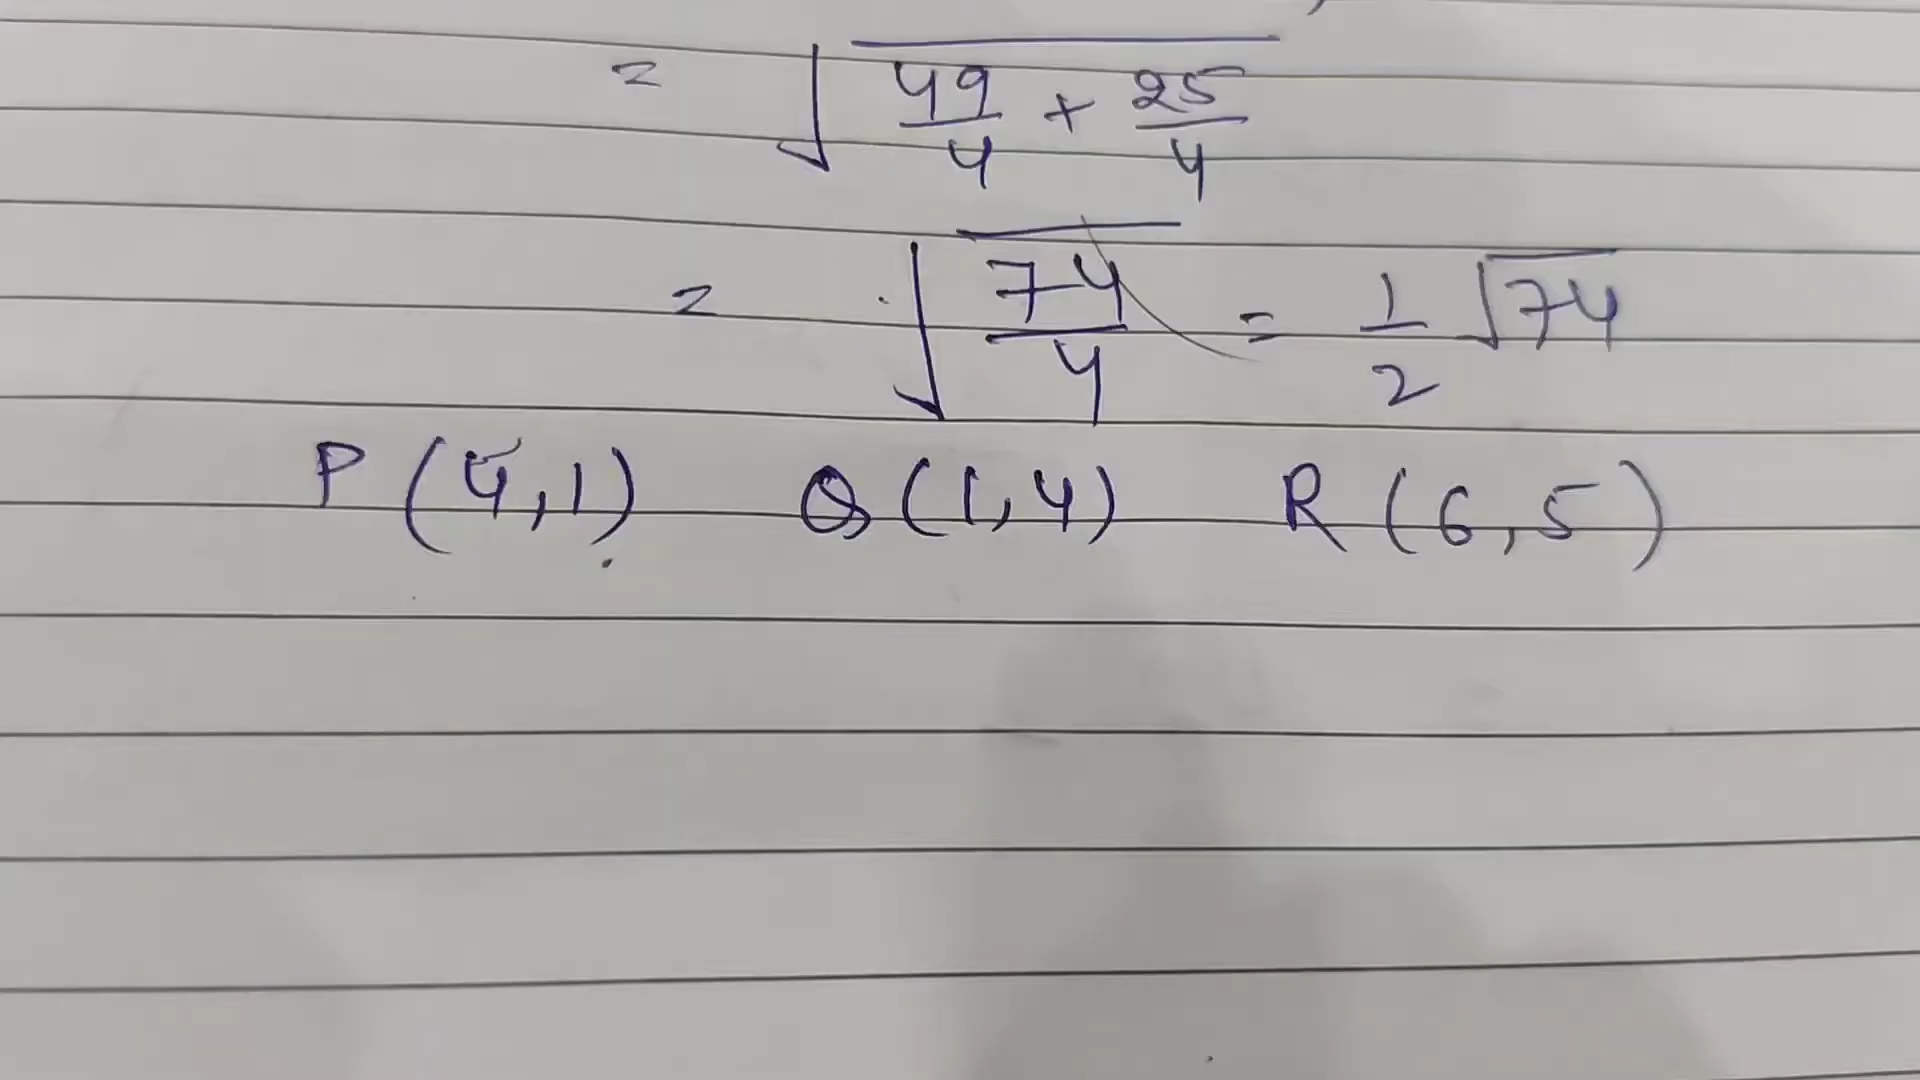 = √(49/4 + 25/4)
= √(74/4) = 1/2 √74
P (4,1) Q (1,4) R (6,5)